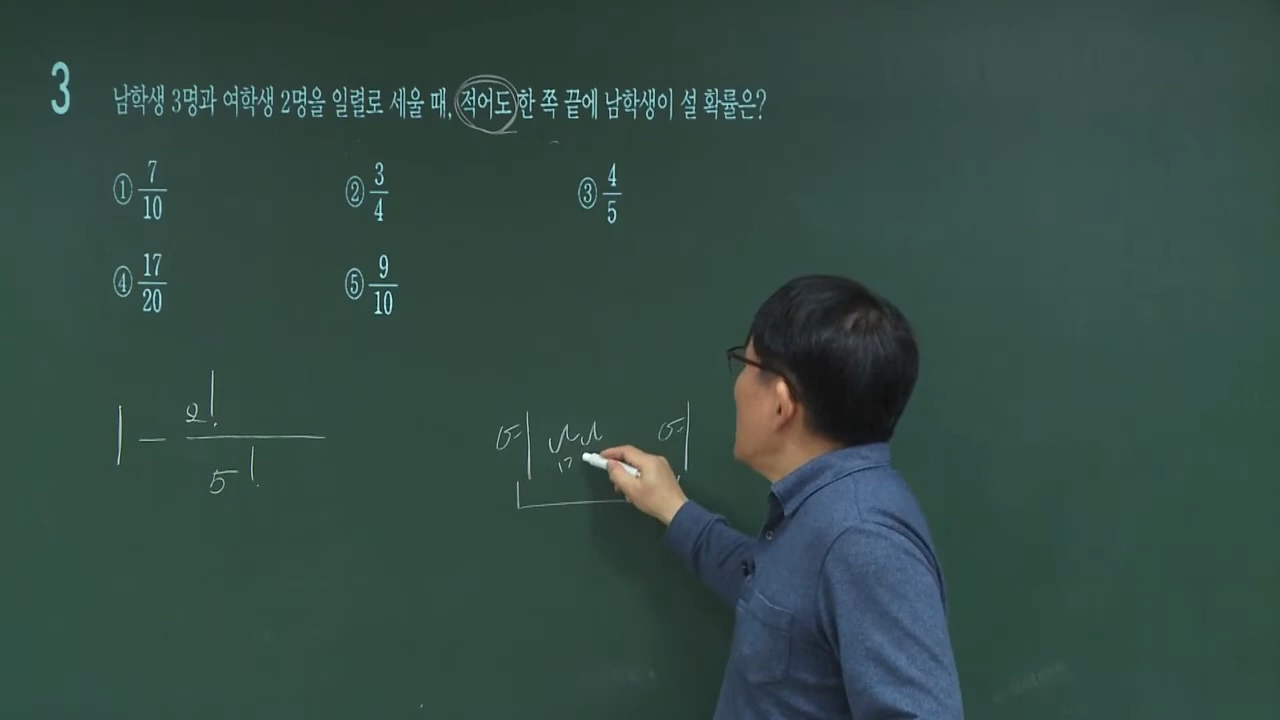 3 남학생 3명과 여학생 2명을 일렬로 세울 때, 적어도 한 쪽 끝에 남학생이 설 확률은?
① 7/10 ② 3/4 ③ 4/5
④ 17/20 ⑤ 9/10
1 - 2!/5!